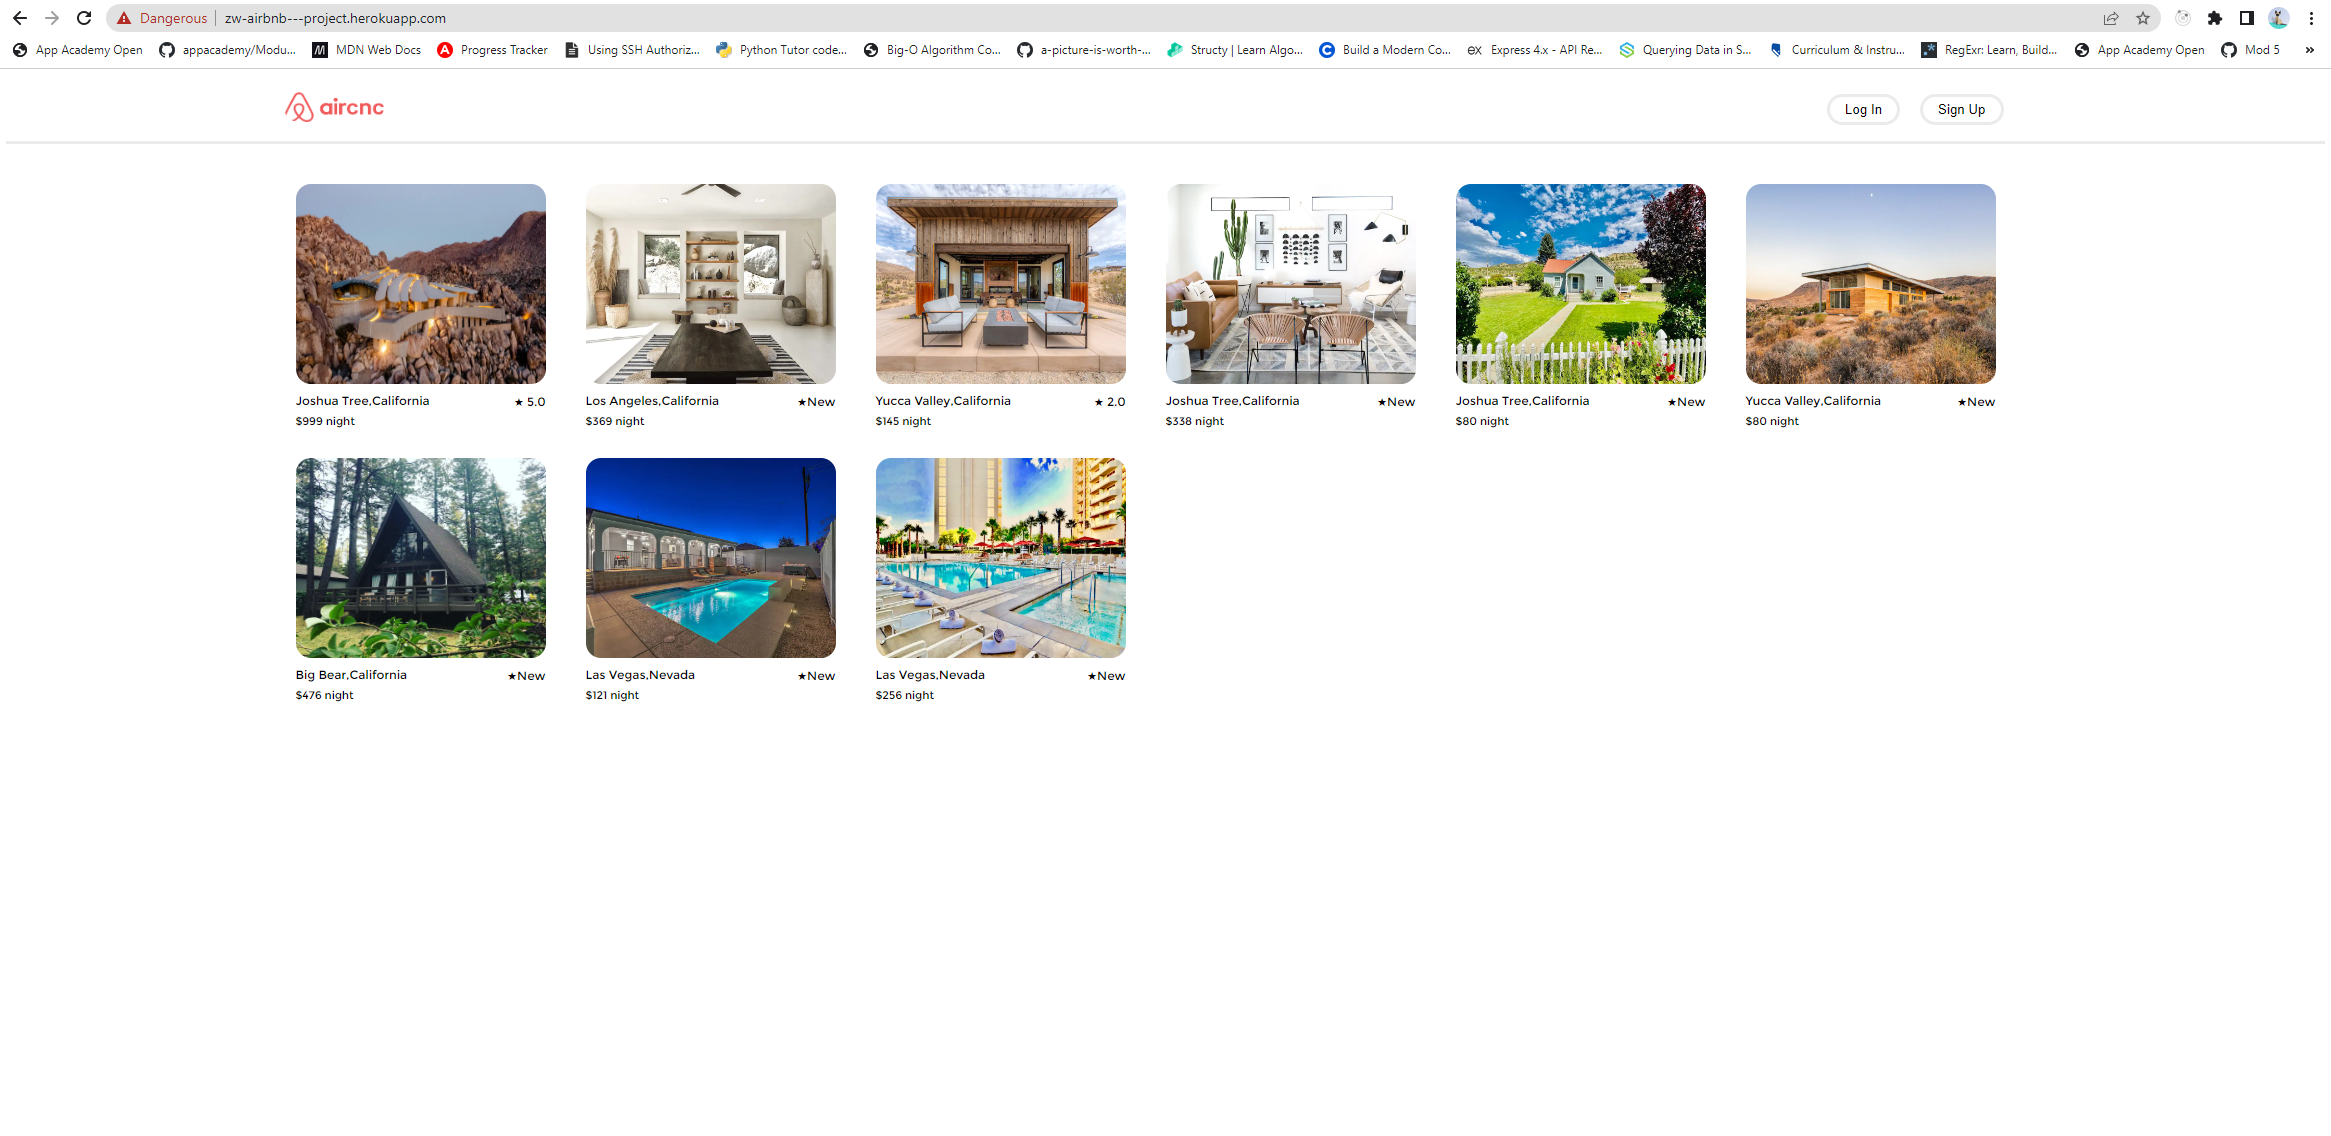 Dangerous | zw-airbnb---project.herokuapp.com
App Academy Open appacademy/Modu... MDN Web Docs Progress Tracker Using SSH Authoriz... Python Tutor code... Big-O Algorithm Co... a-picture-is-worth-... Structy | Learn Algo... Build a Modern Co... Express 4.x - API Re... Querying Data in S... Curriculum & Instru... RegExr: Learn, Build... App Academy Open Mod 5 »
aircnc Log In Sign Up
Joshua Tree,California ★ 5.0 Los Angeles,California ★New Yucca Valley,California ★ 2.0 Joshua Tree,California ★New Joshua Tree,California ★New Yucca Valley,California ★New
$999 night $369 night $145 night $338 night $80 night $80 night
Big Bear,California ★New Las Vegas,Nevada ★New Las Vegas,Nevada ★New
$476 night $121 night $256 night